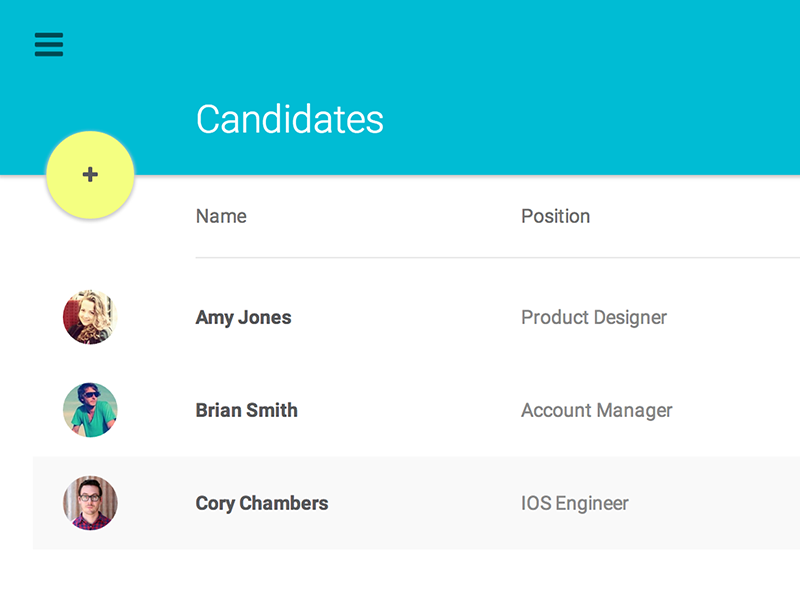 Candidates
+
Name Position
Amy Jones Product Designer
Brian Smith Account Manager
Cory Chambers IOS Engineer